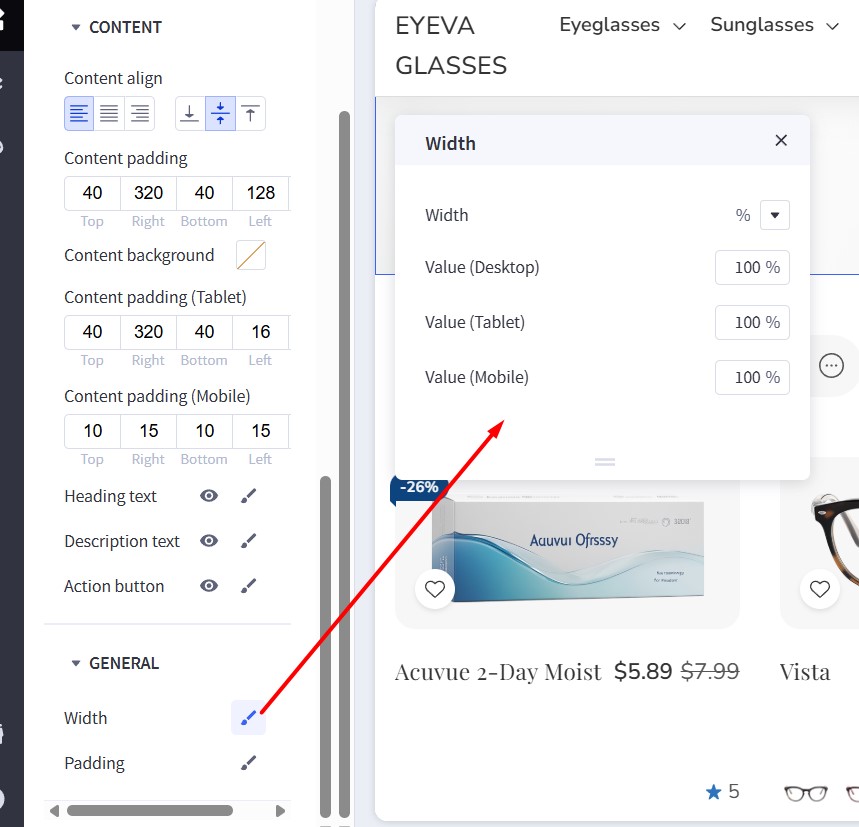 CONTENT
Content align
Content padding
40 320 40 128
Top Right Bottom Left
Content background
Content padding (Tablet)
40 320 40 16
Top Right Bottom Left
Content padding (Mobile)
10 15 10 15
Top Right Bottom Left
Heading text
Description text
Action button
GENERAL
Width
Padding
EYEVA
GLASSES
Eyeglasses
Sunglasses
Width
Width %
Value (Desktop) 100 %
Value (Tablet) 100 %
Value (Mobile) 100 %
-26%
Aɑuvuı Ofrsssy
Acuvue 2-Day Moist $5.89 $7.99
Vista
5